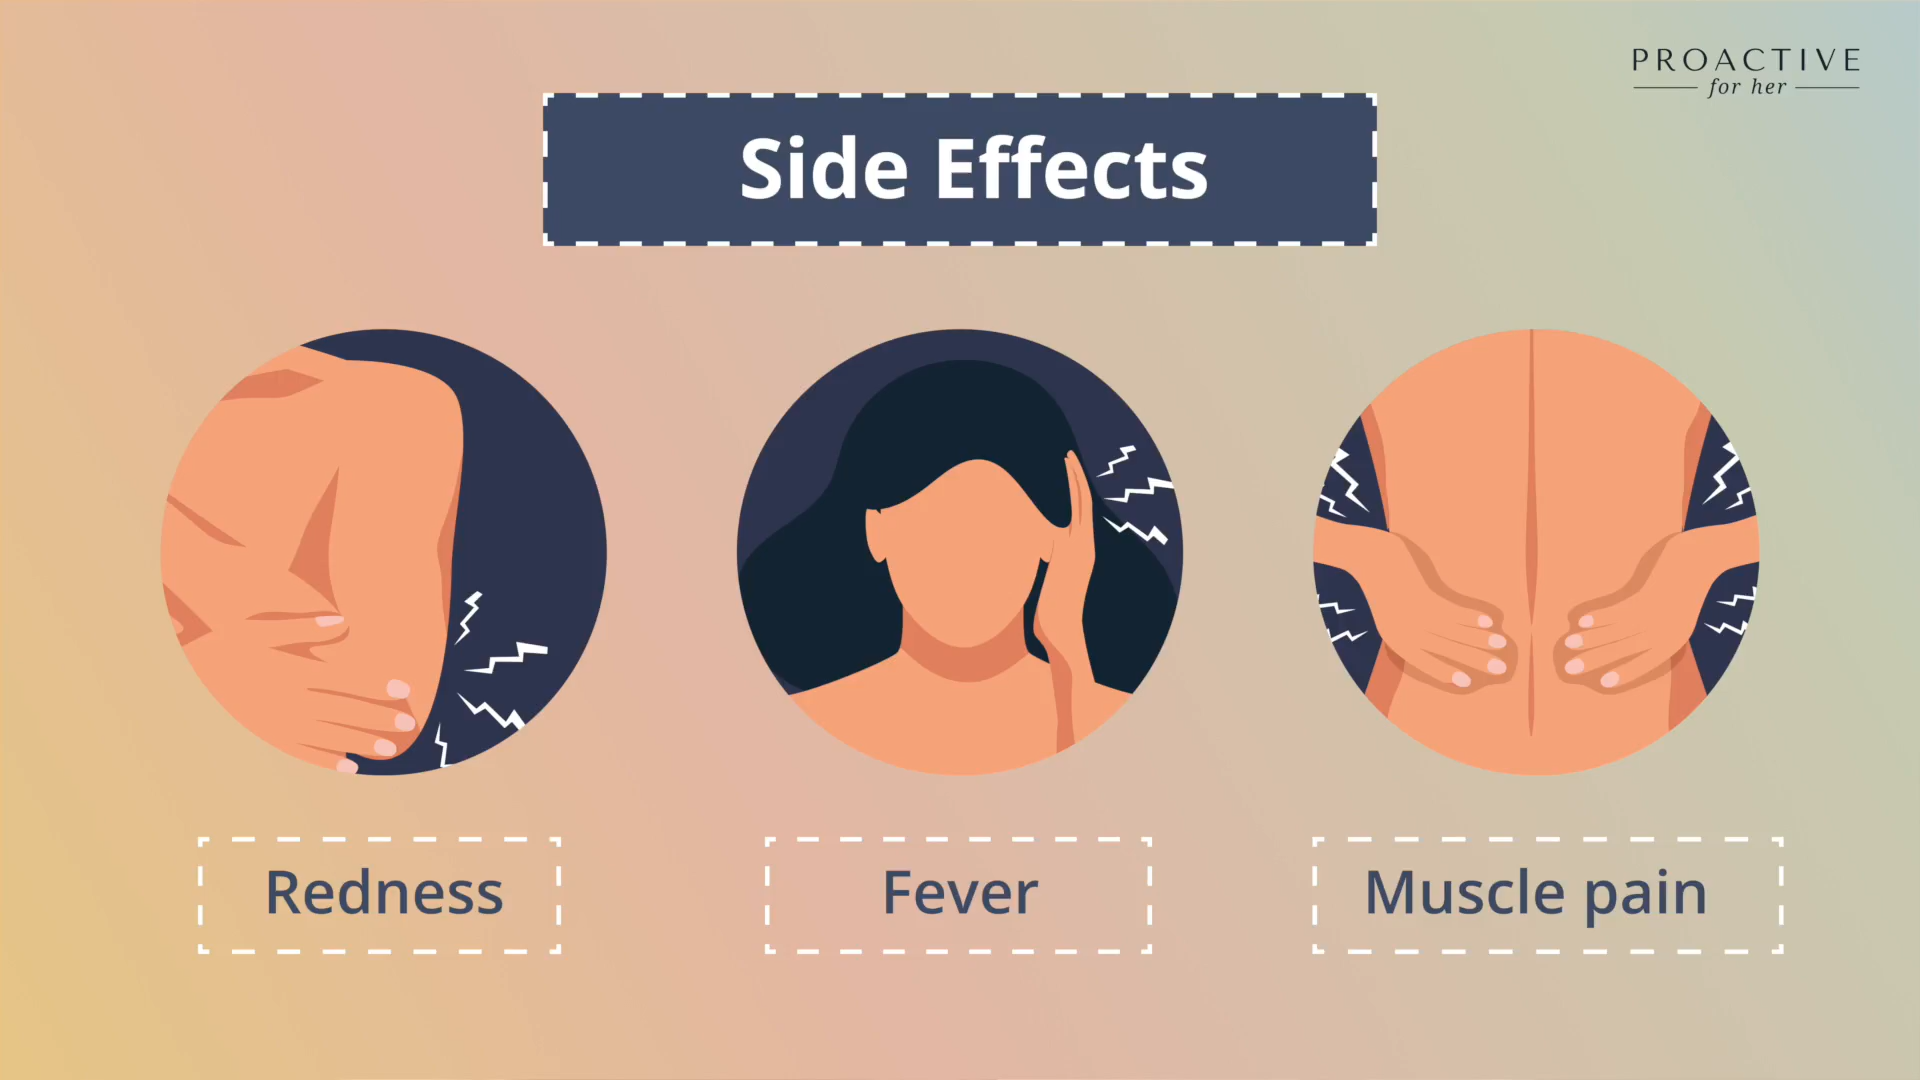 PROACTIVE
for her
Side Effects
Redness
Fever
Muscle pain